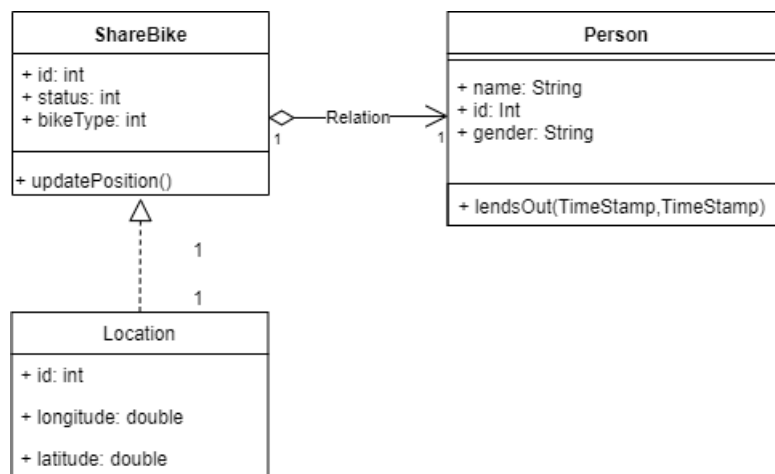 ShareBike
+ id: int
+ status: int
+ bikeType: int
+ updatePosition()
1
Relation
1
Person
+ name: String
+ id: Int
+ gender: String
+ lendsOut(TimeStamp,TimeStamp)
1
1
Location
+ id: int
+ longitude: double
+ latitude: double